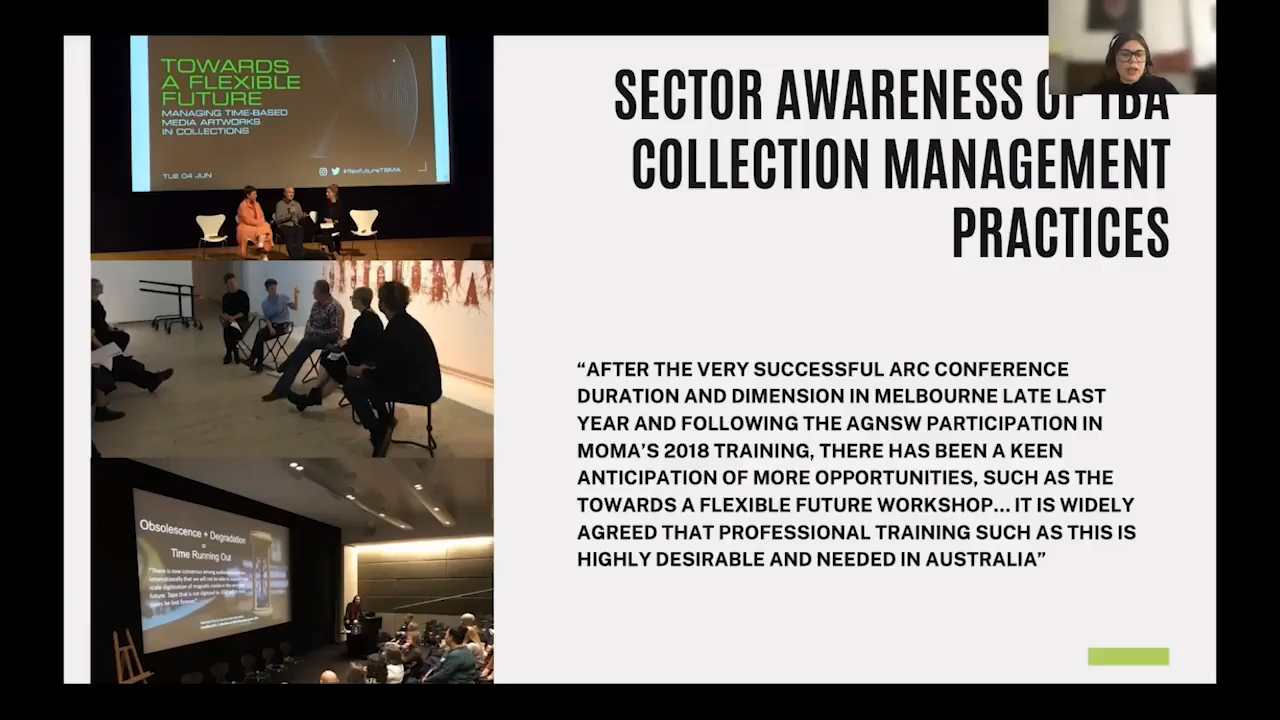 TOWARDS
A FLEXIBLE
FUTURE
MANAGING TIME-BASED
MEDIA ARTWORKS
IN COLLECTIONS
TUE 04 JUN
#flexfutureTBMA
Obsolescence + Degradation
=
Time Running Out
SECTOR AWARENESS OF TBA
COLLECTION MANAGEMENT
PRACTICES
“AFTER THE VERY SUCCESSFUL ARC CONFERENCE
DURATION AND DIMENSION IN MELBOURNE LATE LAST
YEAR AND FOLLOWING THE AGNSW PARTICIPATION IN
MOMA’S 2018 TRAINING, THERE HAS BEEN A KEEN
ANTICIPATION OF MORE OPPORTUNITIES, SUCH AS THE
TOWARDS A FLEXIBLE FUTURE WORKSHOP... IT IS WIDELY
AGREED THAT PROFESSIONAL TRAINING SUCH AS THIS IS
HIGHLY DESIRABLE AND NEEDED IN AUSTRALIA”